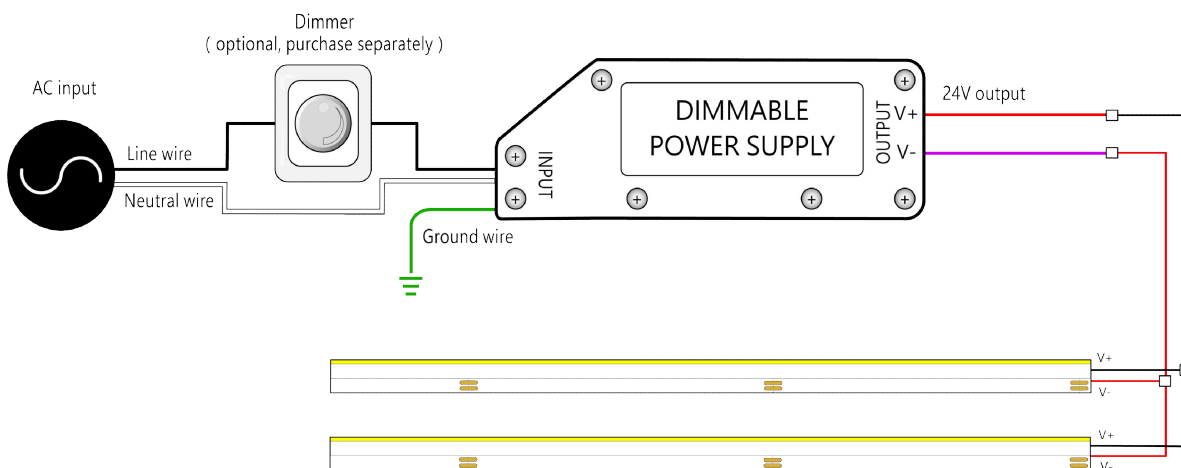 Dimmer
( optional, purchase separately )
AC input
Line wire
Neutral wire
Ground wire
INPUT
DIMMABLE
POWER SUPPLY
OUTPUT
V+
V-
24V output
V+
V-
V+
V-